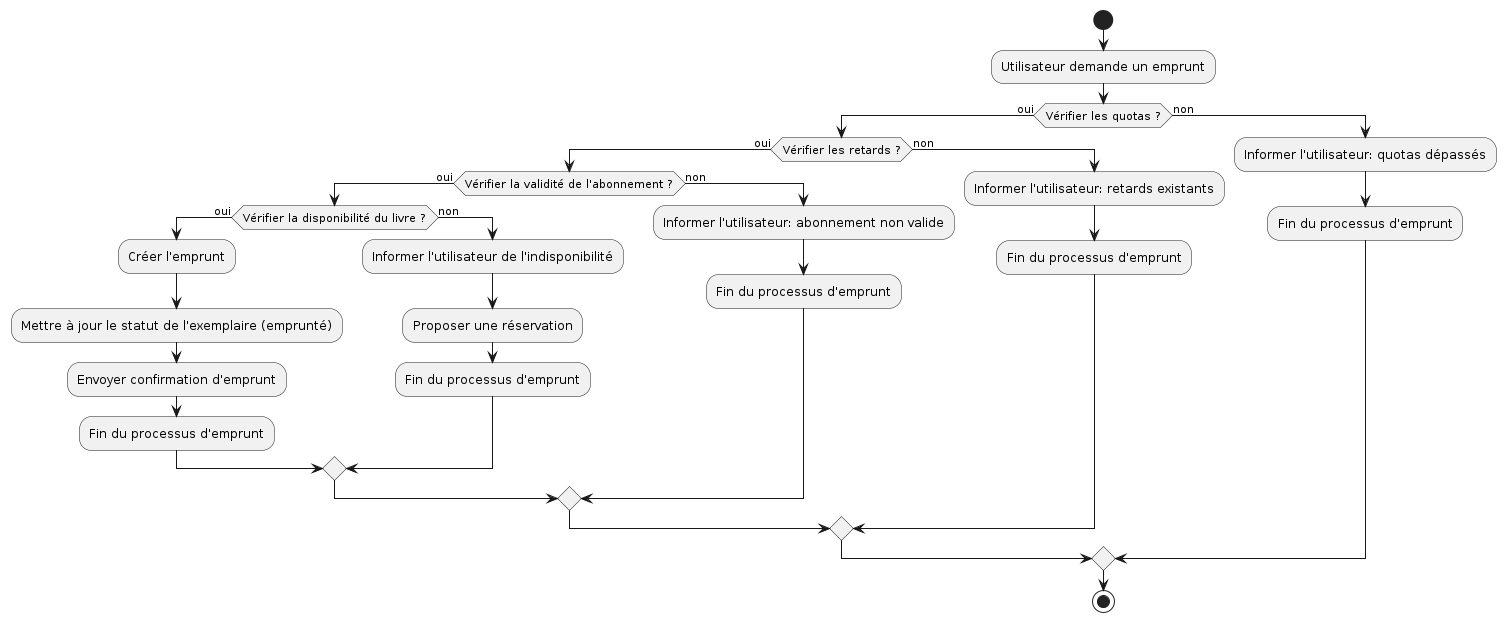 Utilisateur demande un emprunt
oui
Vérifier les quotas ?
non
oui
Vérifier les retards ?
non
Informer l'utilisateur: quotas dépassés
oui
Vérifier la validité de l'abonnement ?
non
Informer l'utilisateur: retards existants
oui
Vérifier la disponibilité du livre ?
non
Informer l'utilisateur: abonnement non valide
Fin du processus d'emprunt
Créer l'emprunt
Informer l'utilisateur de l'indisponibilité
Fin du processus d'emprunt
Fin du processus d'emprunt
Mettre à jour le statut de l'exemplaire (emprunté)
Proposer une réservation
Envoyer confirmation d'emprunt
Fin du processus d'emprunt
Fin du processus d'emprunt